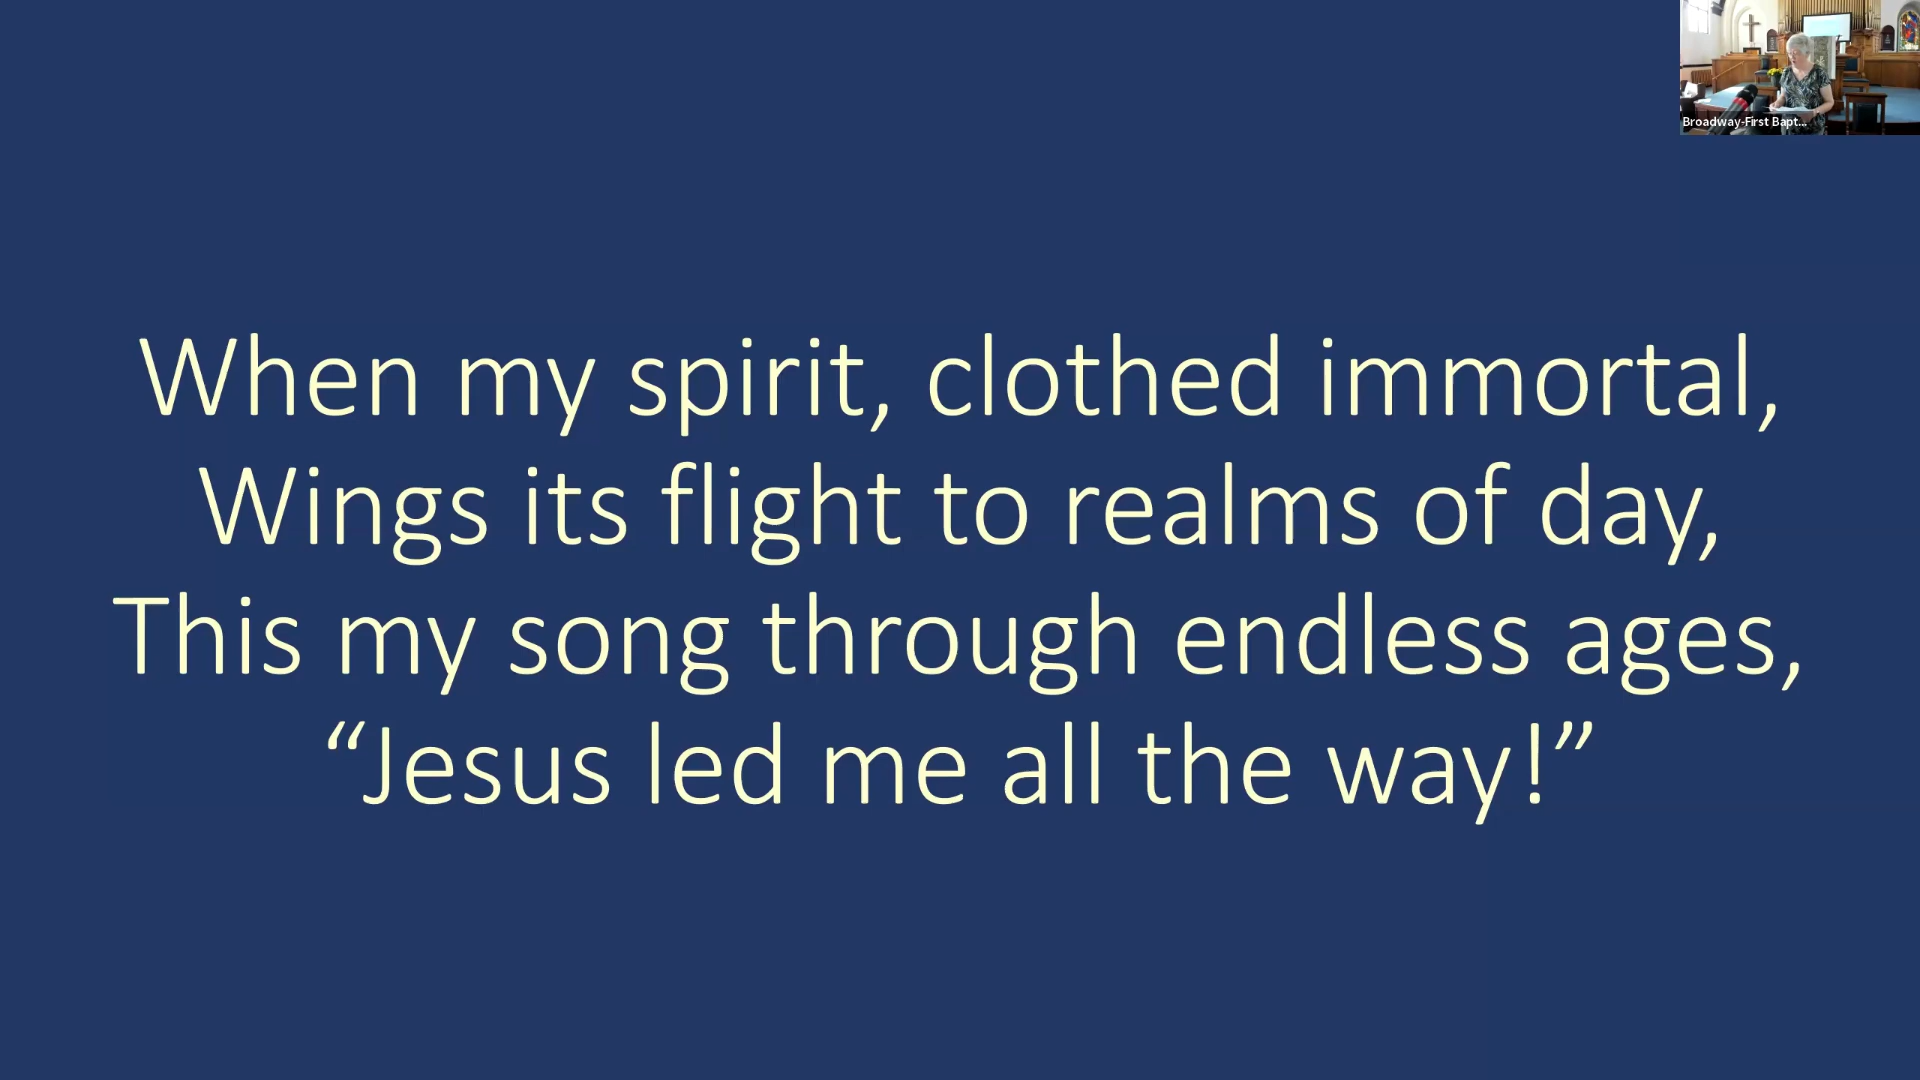 Broadway-First Bapt...
When my spirit, clothed immortal,
Wings its flight to realms of day,
This my song through endless ages,
“Jesus led me all the way!”